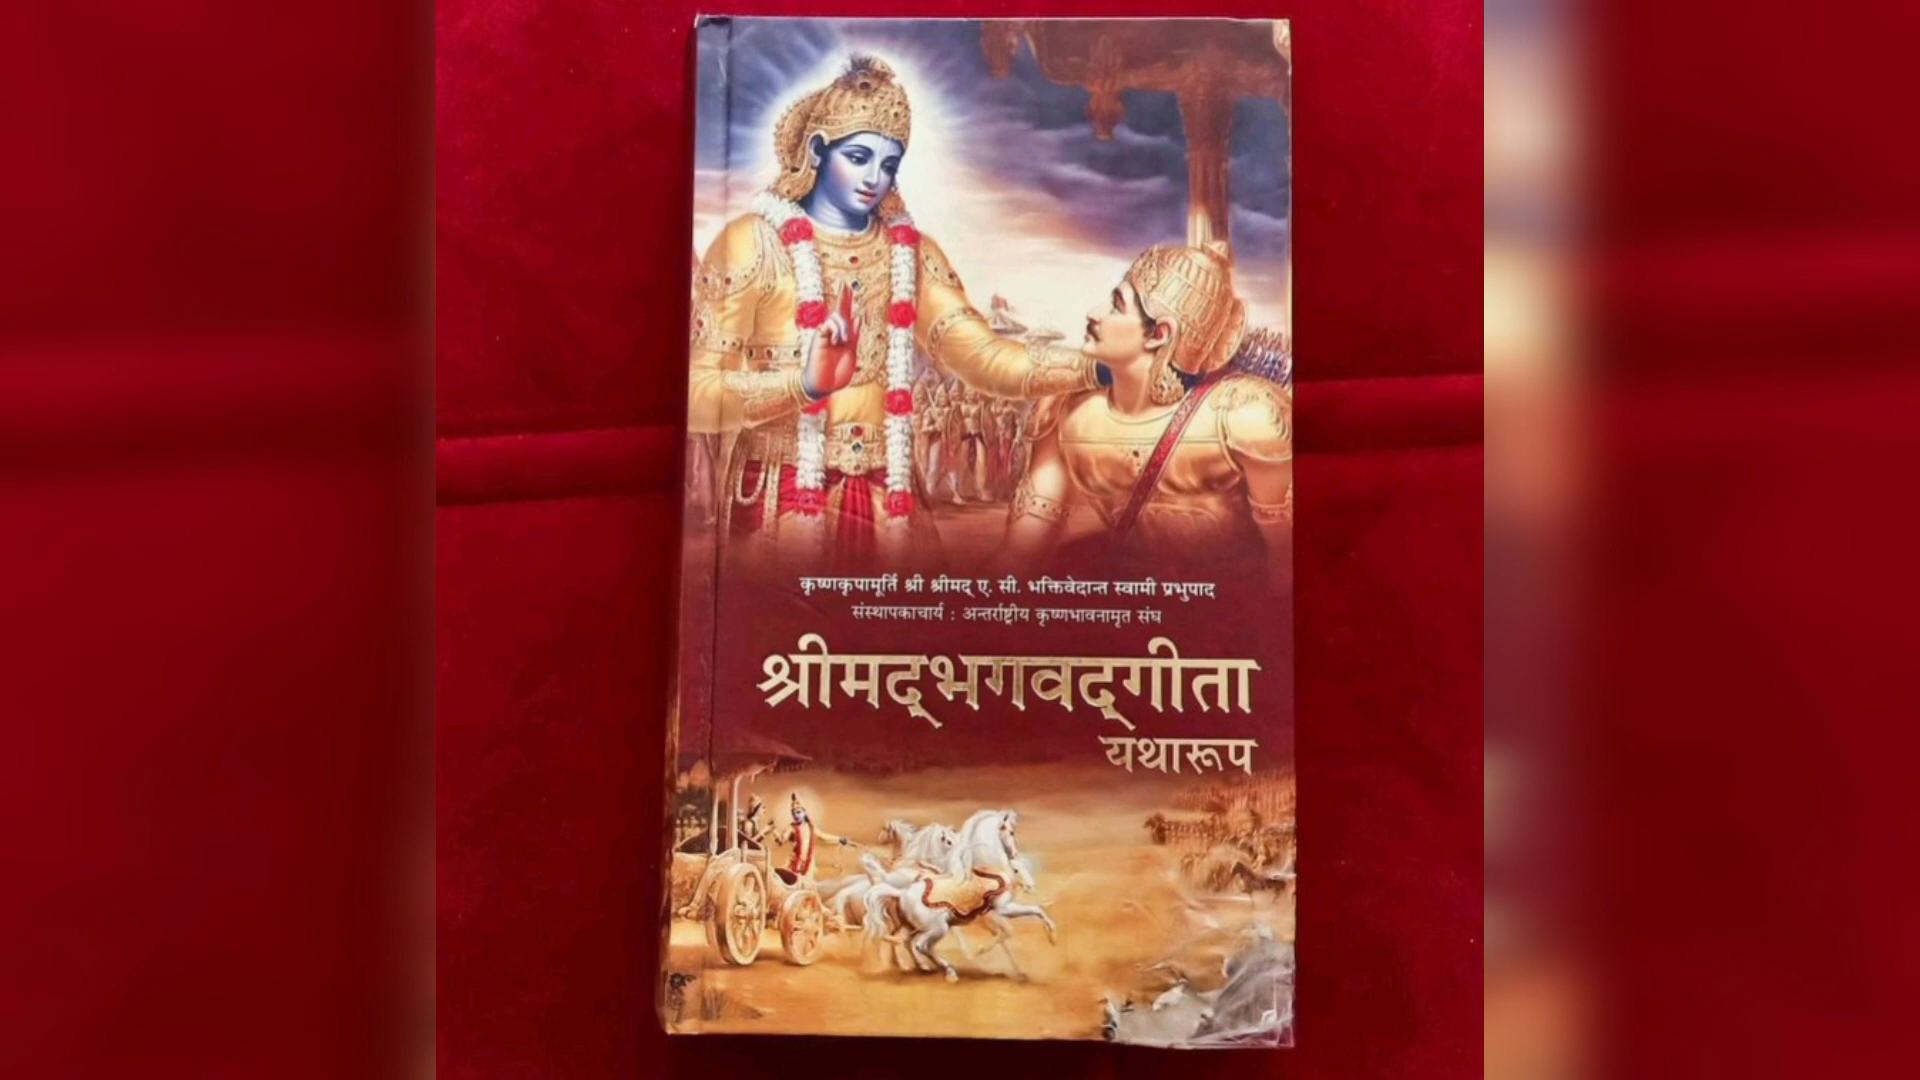 कृष्णकृपामूर्ति श्री श्रीमद् ए. सी. भक्तिवेदान्त स्वामी प्रभुपाद
संस्थापकाचार्य : अन्तर्राष्ट्रीय कृष्णभावनामृत संघ
श्रीमद्‌भगवद्‌गीता
यथारूप